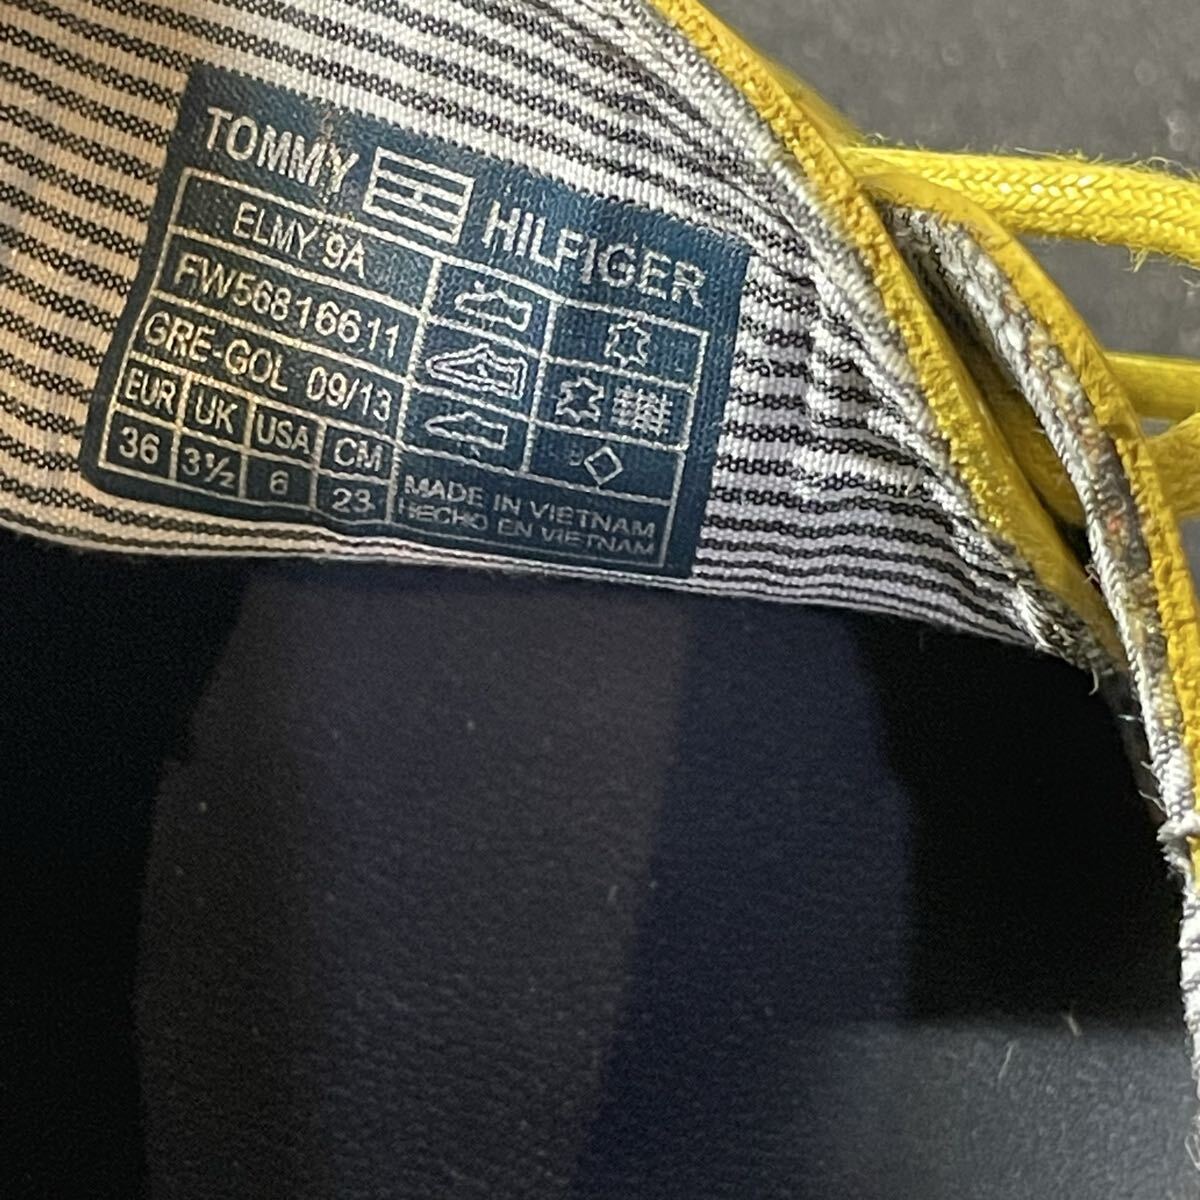 TOMMY HILFIGER
ELMY 9A
FW56816611
GRE-GOL 09/13
EUR UK USA CM
36 3½ 6 23
MADE IN VIETNAM
HECHO EN VIETNAM